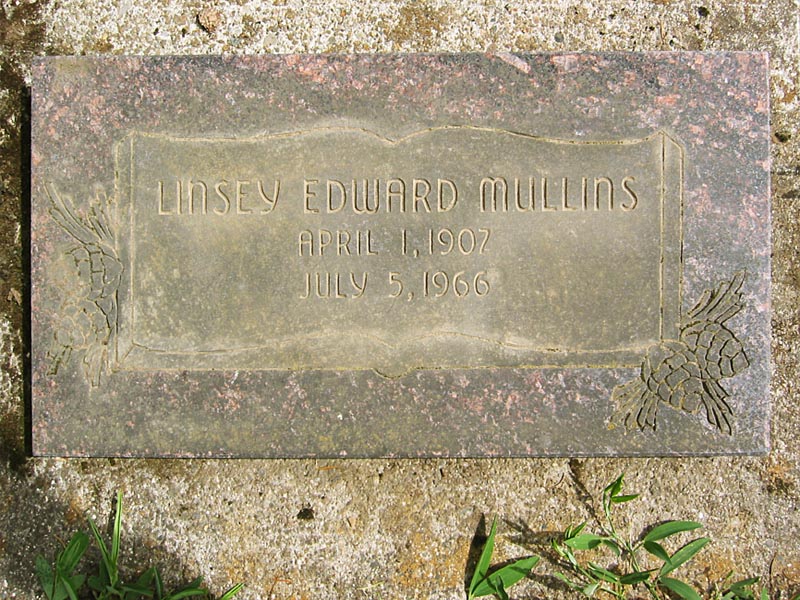 LINSEY EDWARD MULLINS
APRIL 1, 1907
JULY 5, 1966